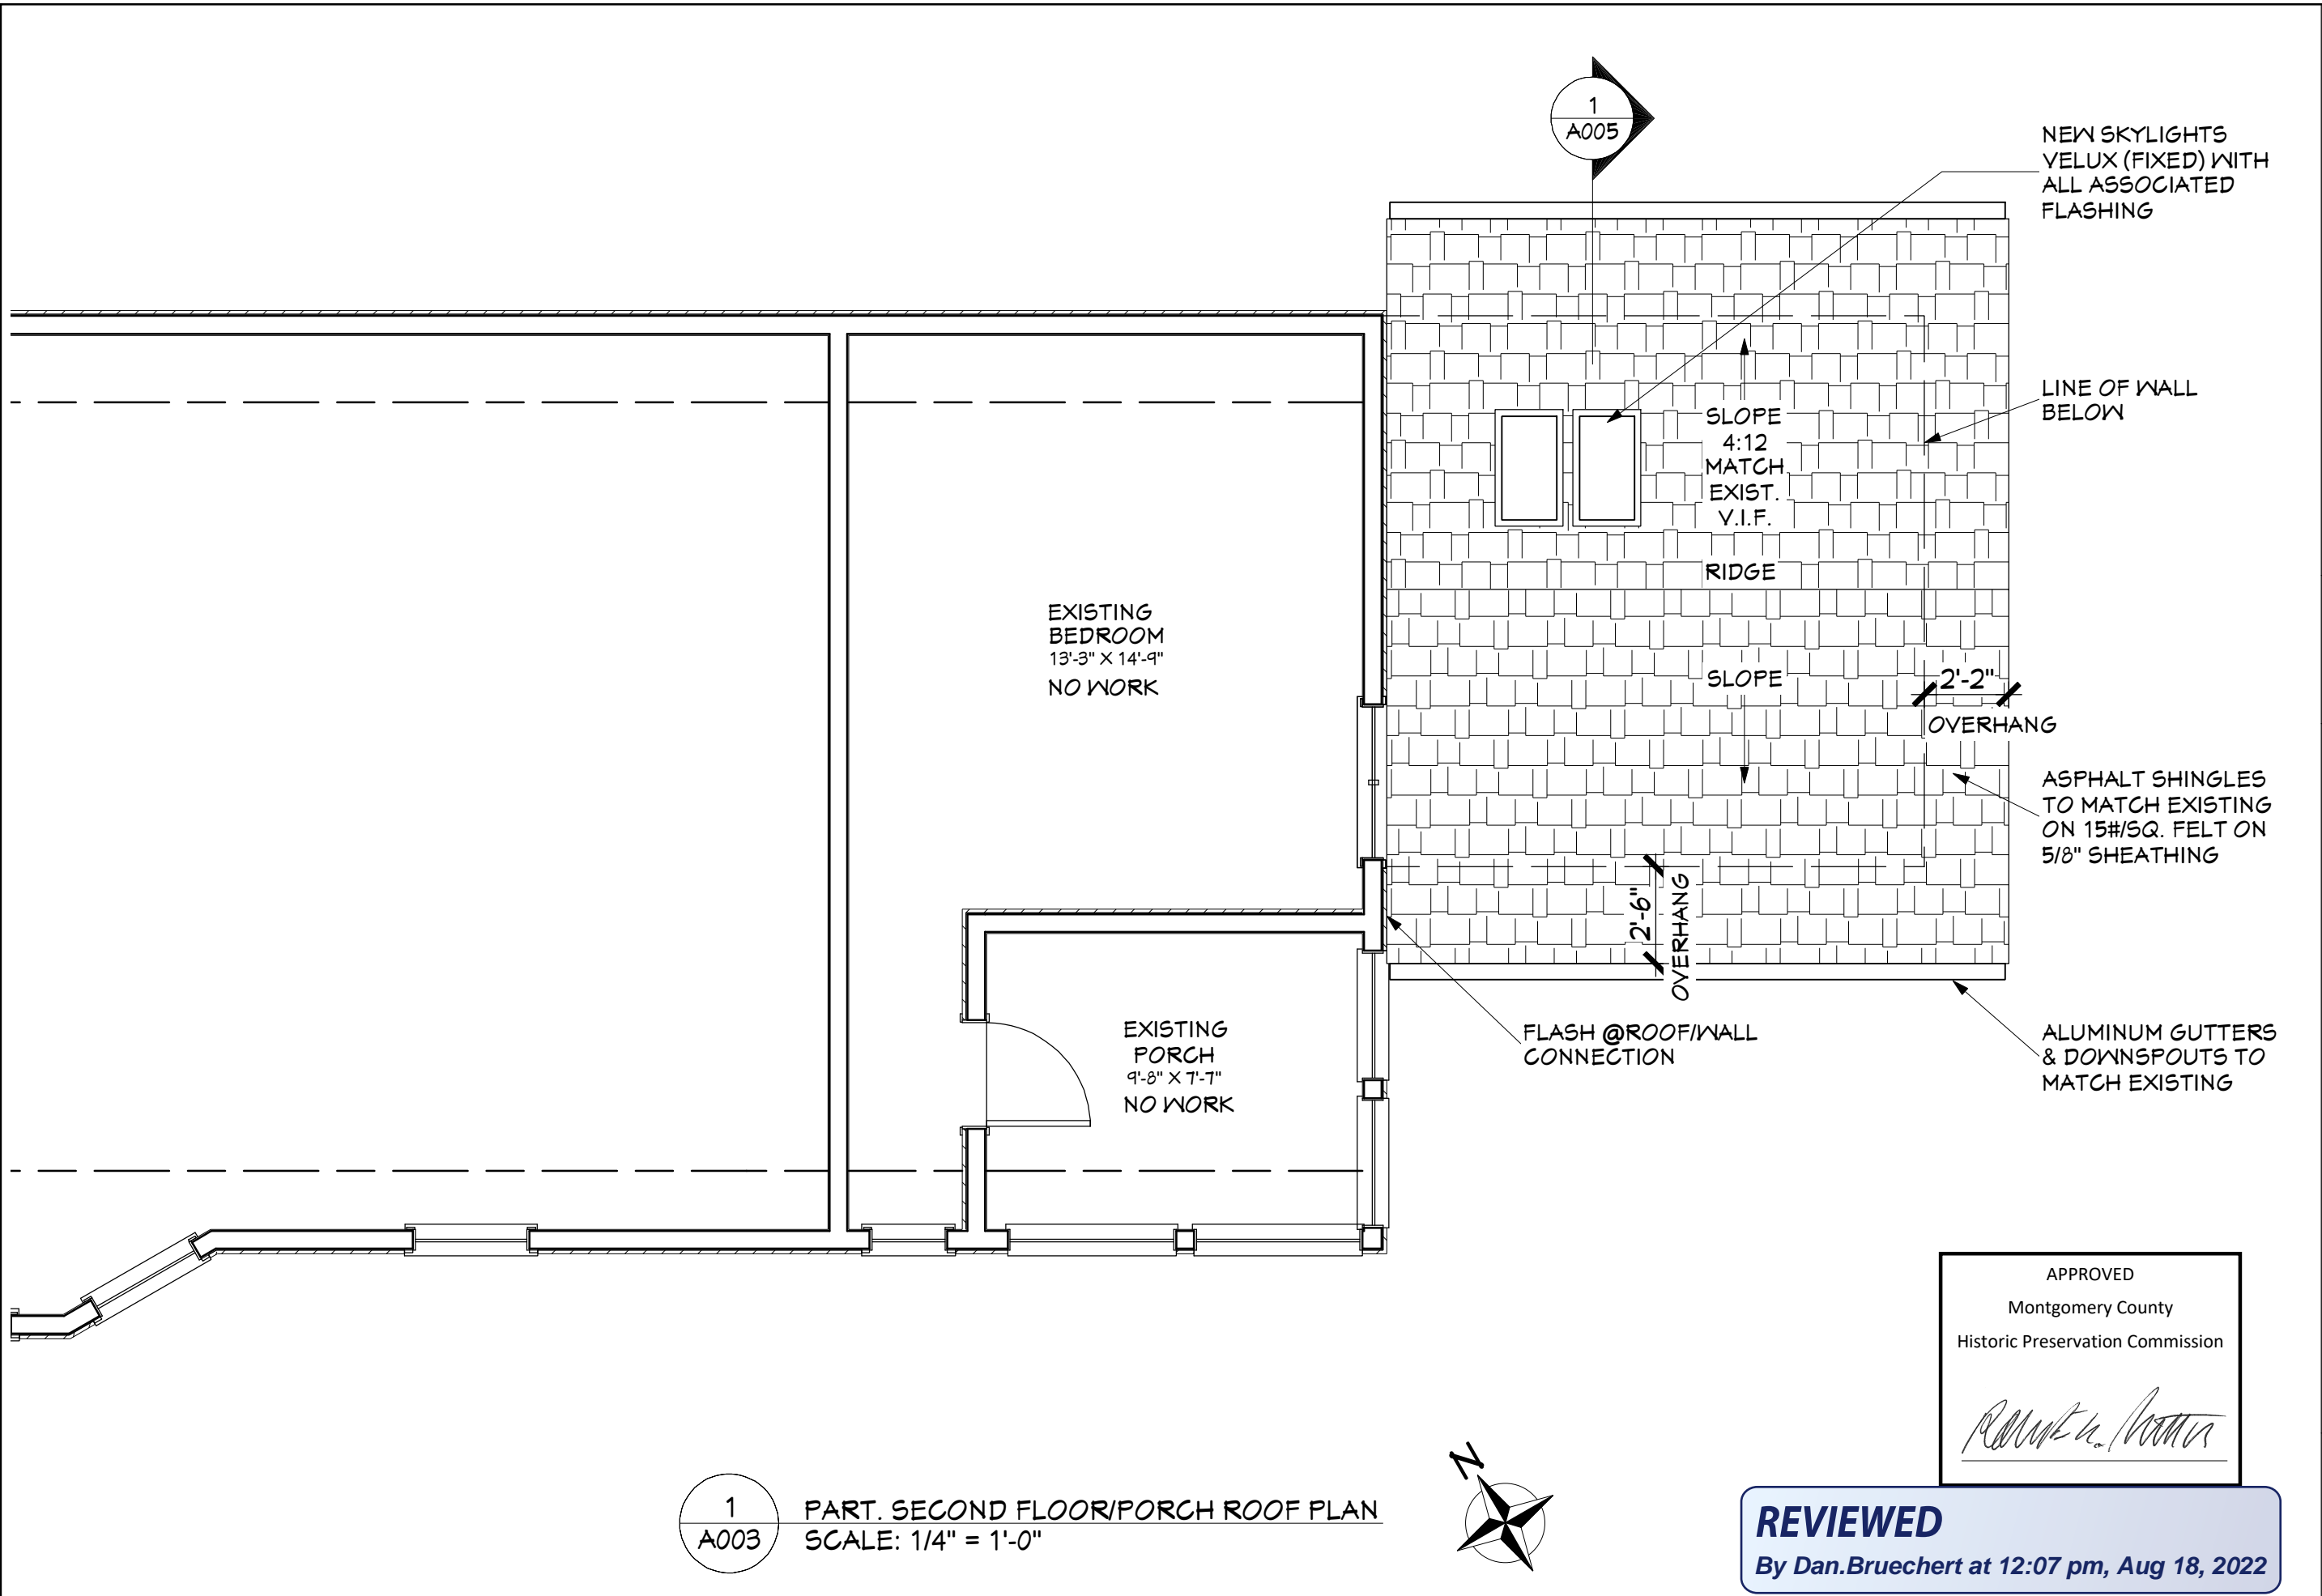 1
A005
NEW SKYLIGHTS
VELUX (FIXED) WITH
ALL ASSOCIATED
FLASHING
LINE OF WALL
BELOW
SLOPE
4:12
MATCH
EXIST.
V.I.F.
RIDGE
EXISTING
BEDROOM
13'-3" X 14'-9"
NO WORK
SLOPE
2'-2"
OVERHANG
ASPHALT SHINGLES
TO MATCH EXISTING
ON 15#/SQ. FELT ON
5/8" SHEATHING
2'-6"
OVERHANG
EXISTING
PORCH
9'-8" X 7'-7"
NO WORK
FLASH @ROOF/WALL
CONNECTION
ALUMINUM GUTTERS
& DOWNSPOUTS TO
MATCH EXISTING
APPROVED
Montgomery County
Historic Preservation Commission
N
1
A003
PART. SECOND FLOOR/PORCH ROOF PLAN
SCALE: 1/4" = 1'-0"
REVIEWED
By Dan.Bruechert at 12:07 pm, Aug 18, 2022